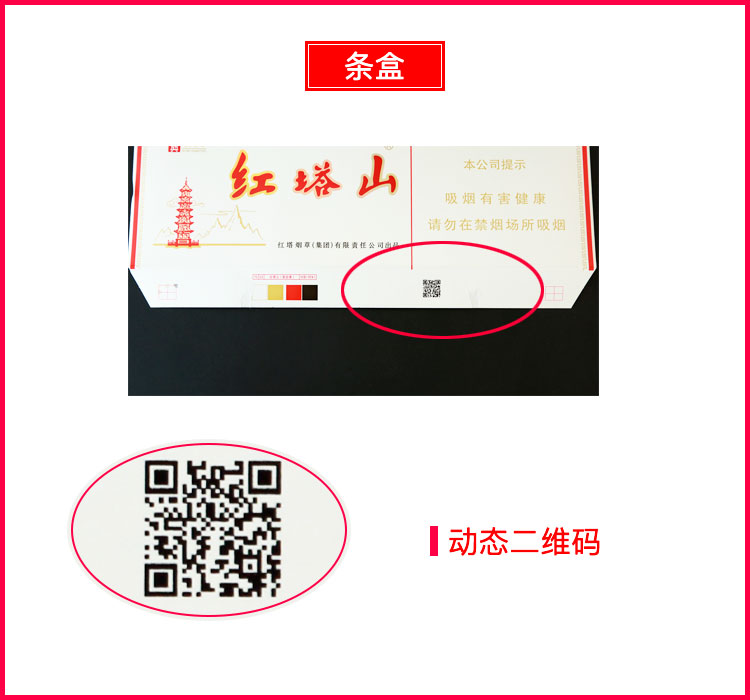 条盒
红塔山
本公司提示
吸烟有害健康
请勿在禁烟场所吸烟
红塔烟草(集团)有限责任公司出品
动态二维码